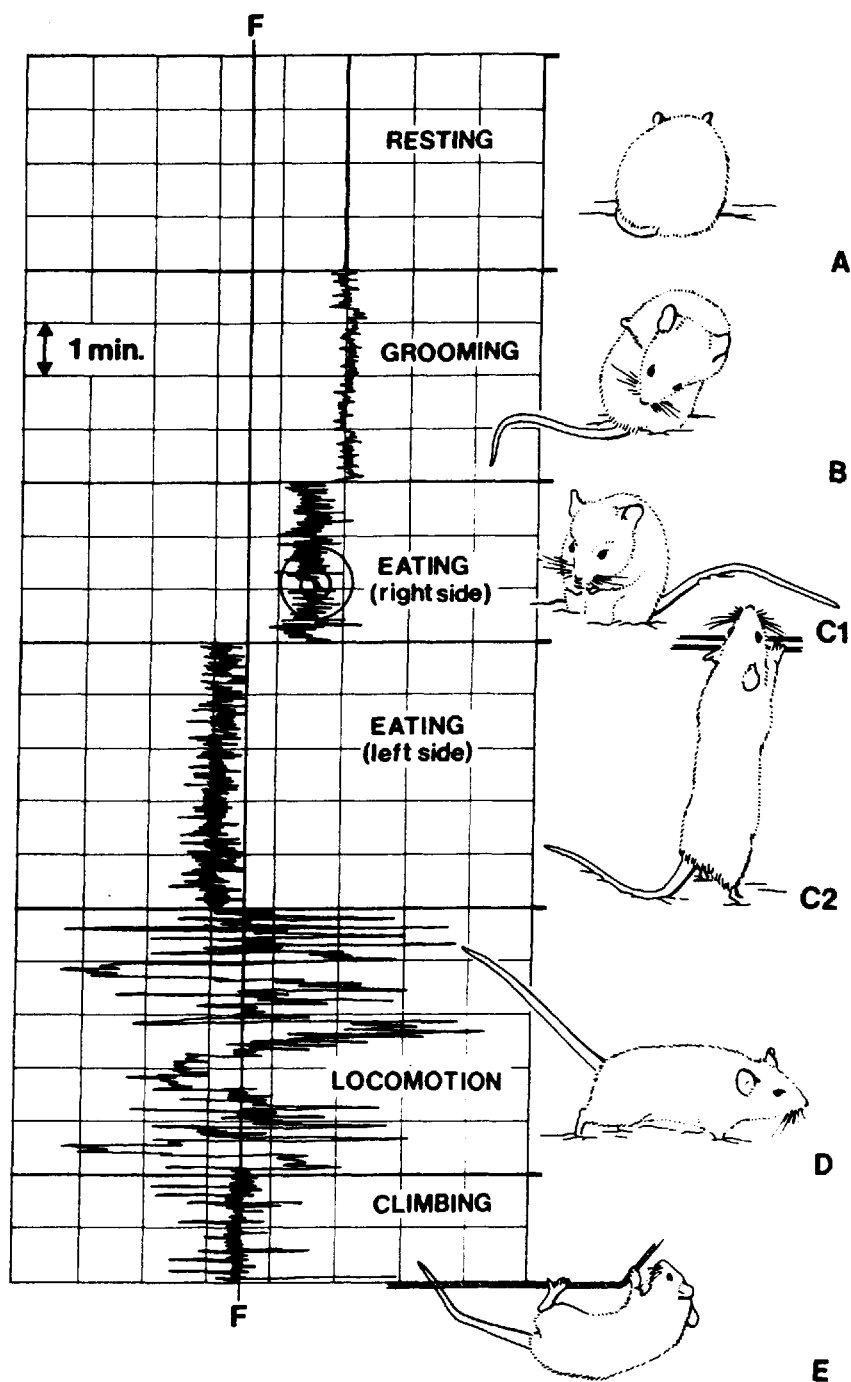 F
RESTING
A
1 min.
GROOMING
B
EATING
(right side)
C1
EATING
(left side)
C2
LOCOMOTION
D
CLIMBING
F
E